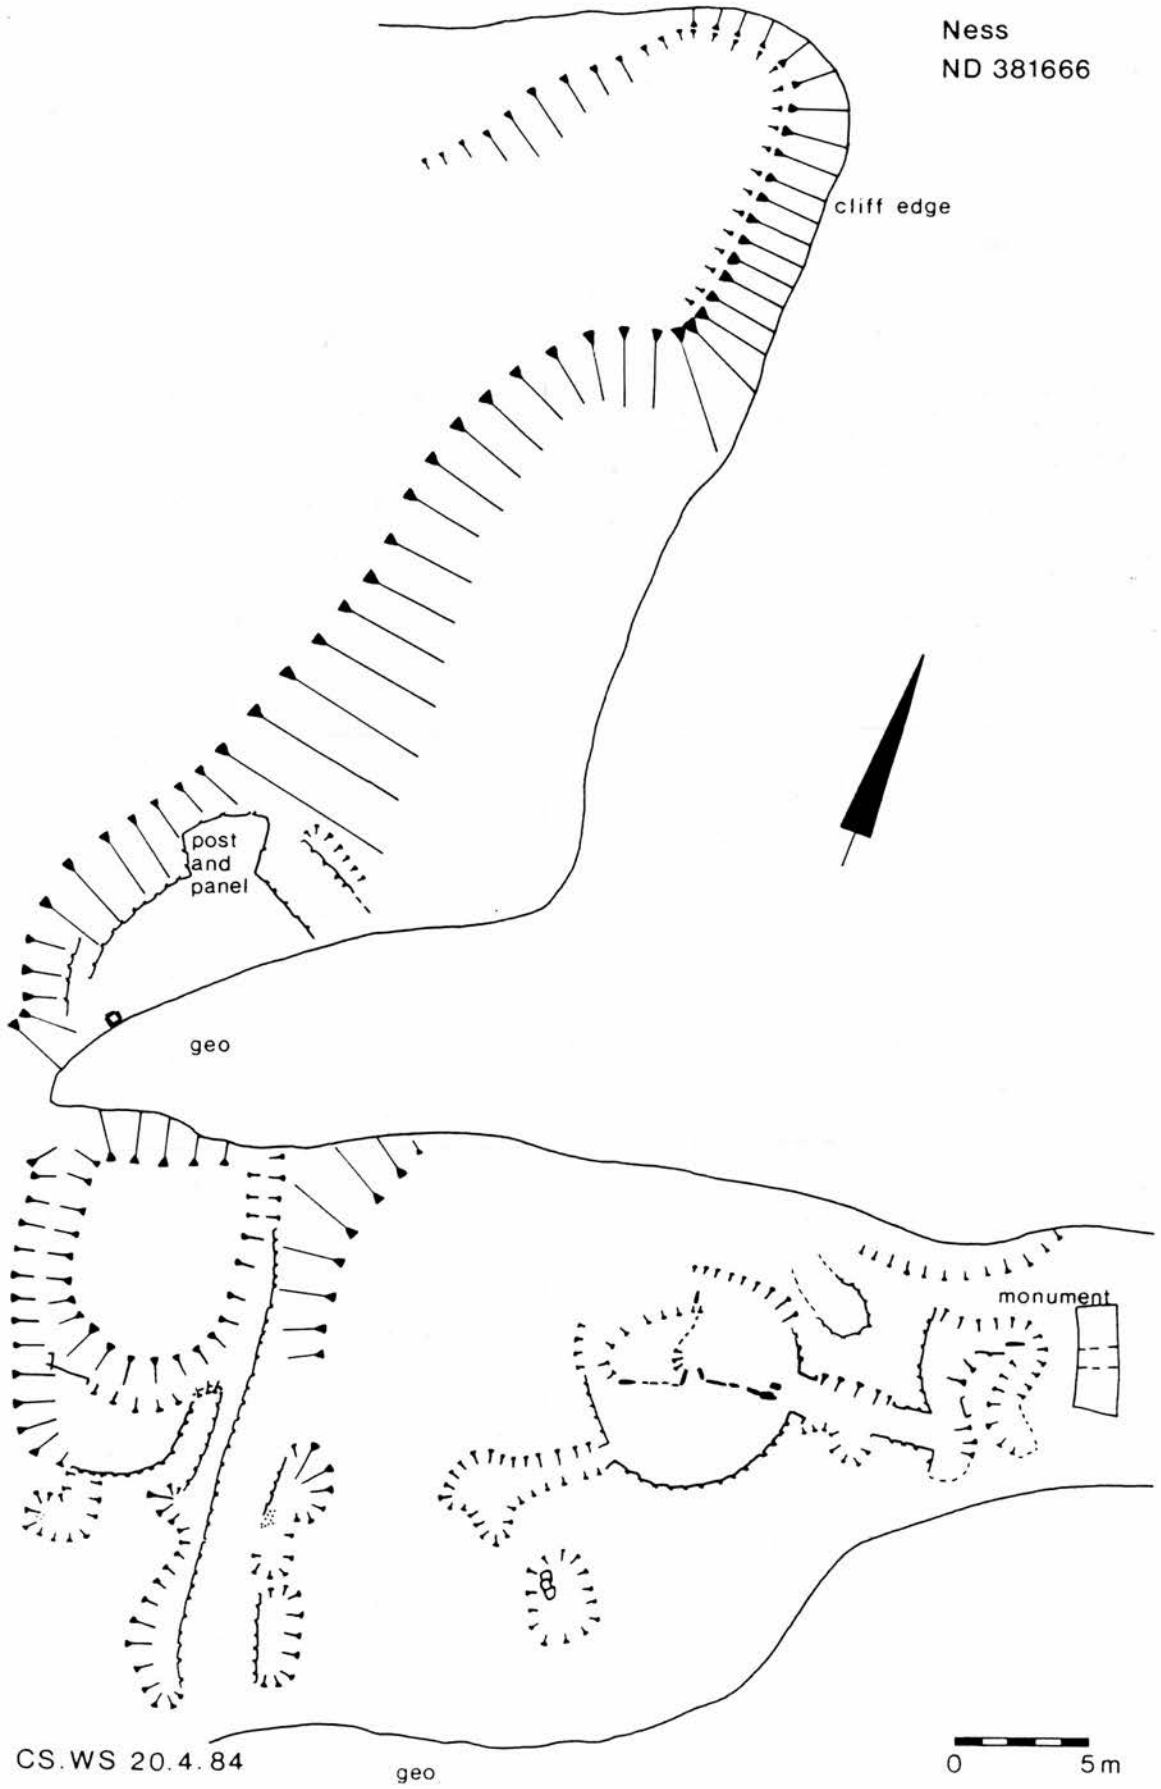 Ness
ND 381666
cliff edge
post
and
panel
geo
monument
CS.WS 20.4.84
geo
0 5m